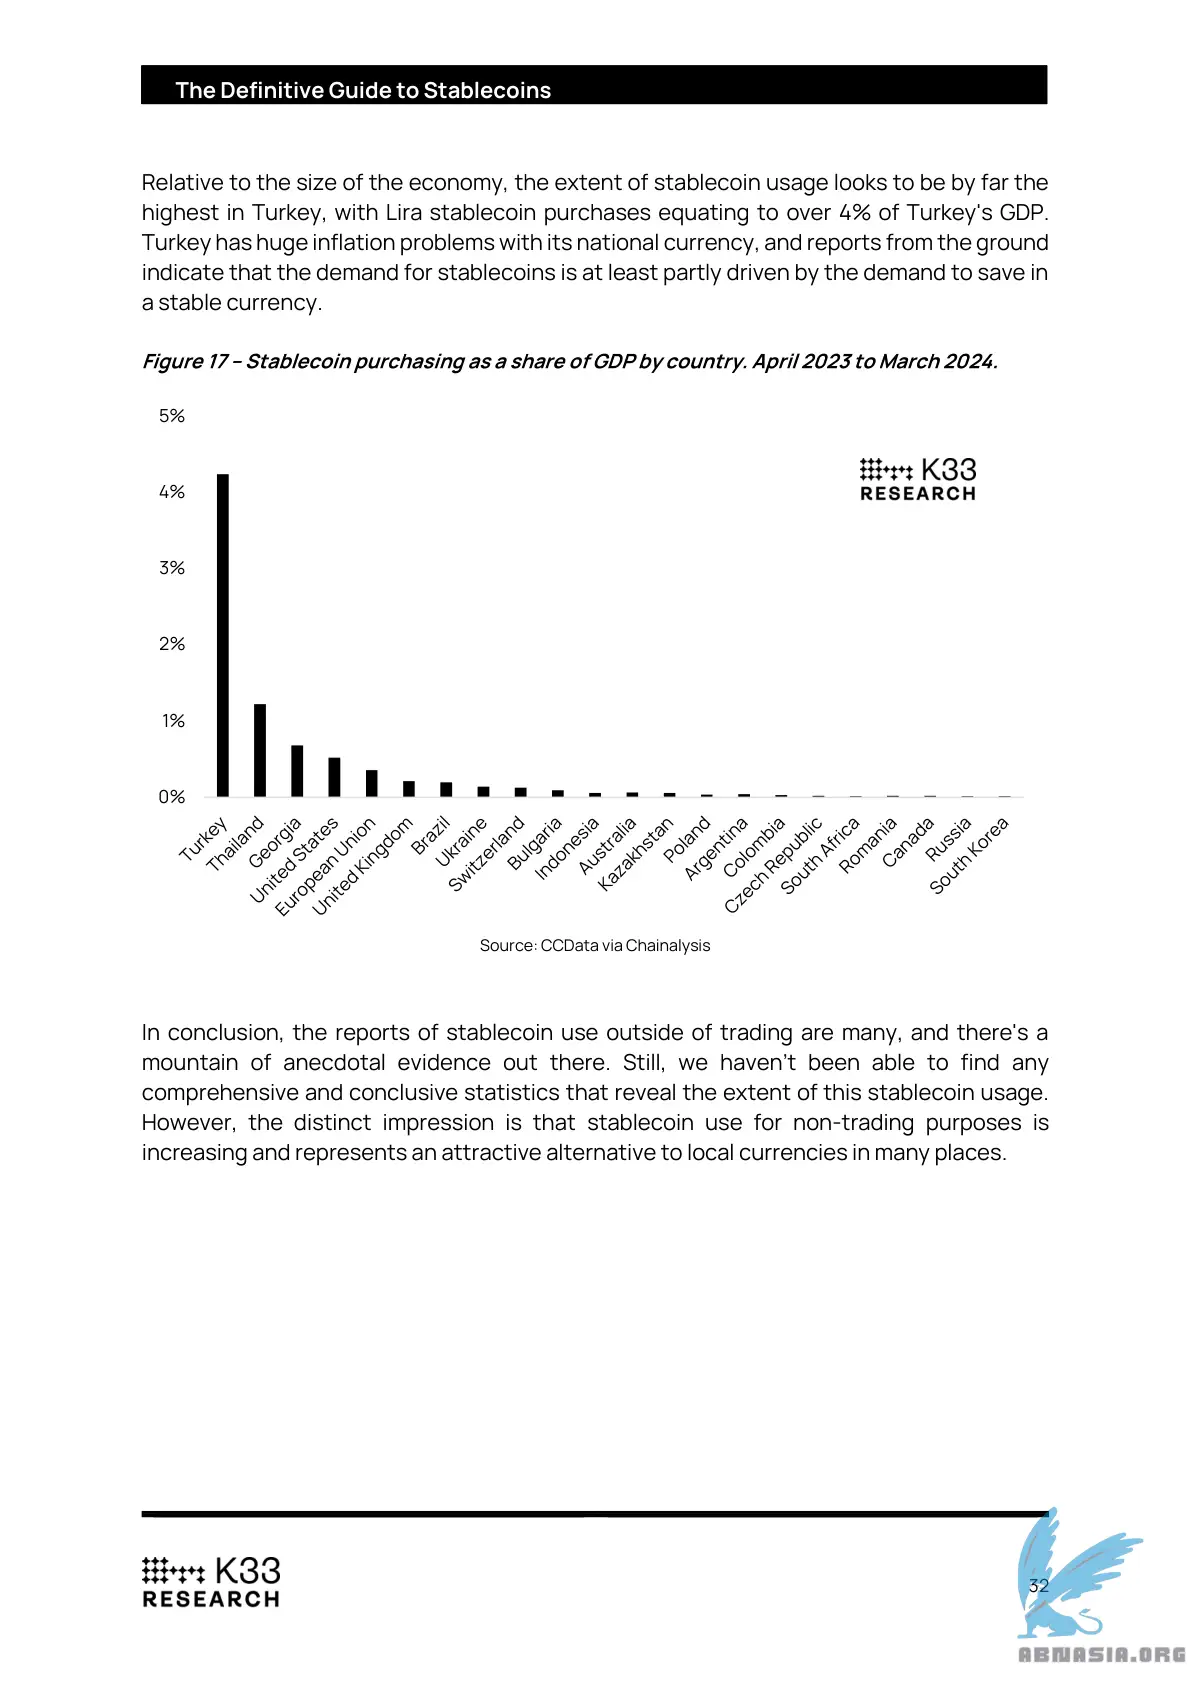 The Definitive Guide to Stablecoins
Relative to the size of the economy, the extent of stablecoin usage looks to be by far the
highest in Turkey, with Lira stablecoin purchases equating to over 4% of Turkey's GDP.
Turkey has huge inflation problems with its national currency, and reports from the ground
indicate that the demand for stablecoins is at least partly driven by the demand to save in
a stable currency.
Figure 17 – Stablecoin purchasing as a share of GDP by country. April 2023 to March 2024.
5%
4%
3%
2%
1%
0%
K33
RESEARCH
Turkey
Thailand
Georgia
United States
European Union
United Kingdom
Brazil
Ukraine
Switzerland
Bulgaria
Indonesia
Australia
Kazakhstan
Poland
Argentina
Colombia
Czech Republic
South Africa
Romania
Canada
Russia
South Korea
Source: CCData via Chainalysis
In conclusion, the reports of stablecoin use outside of trading are many, and there's a
mountain of anecdotal evidence out there. Still, we haven't been able to find any
comprehensive and conclusive statistics that reveal the extent of this stablecoin usage.
However, the distinct impression is that stablecoin use for non-trading purposes is
increasing and represents an attractive alternative to local currencies in many places.
K33
RESEARCH
32
ABNASIA.ORG